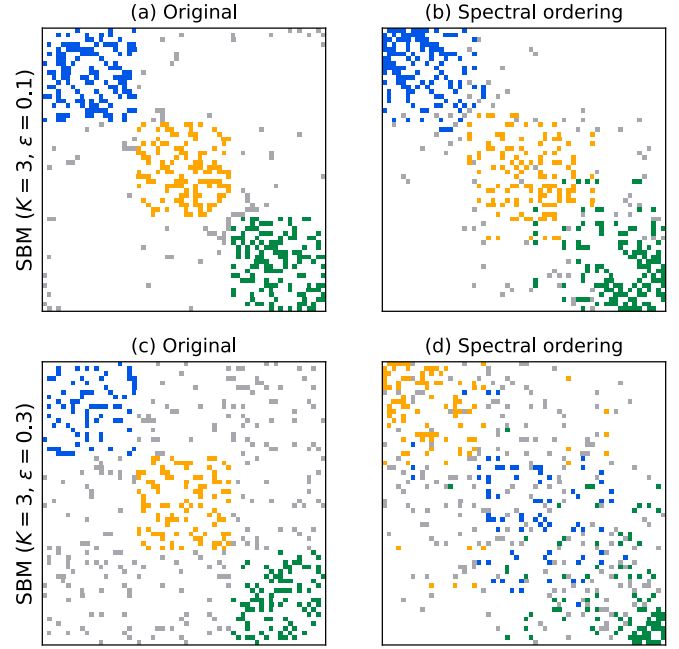 (a) Original
(b) Spectral ordering
SBM (K = 3, ε = 0.1)
(c) Original
(d) Spectral ordering
SBM (K = 3, ε = 0.3)